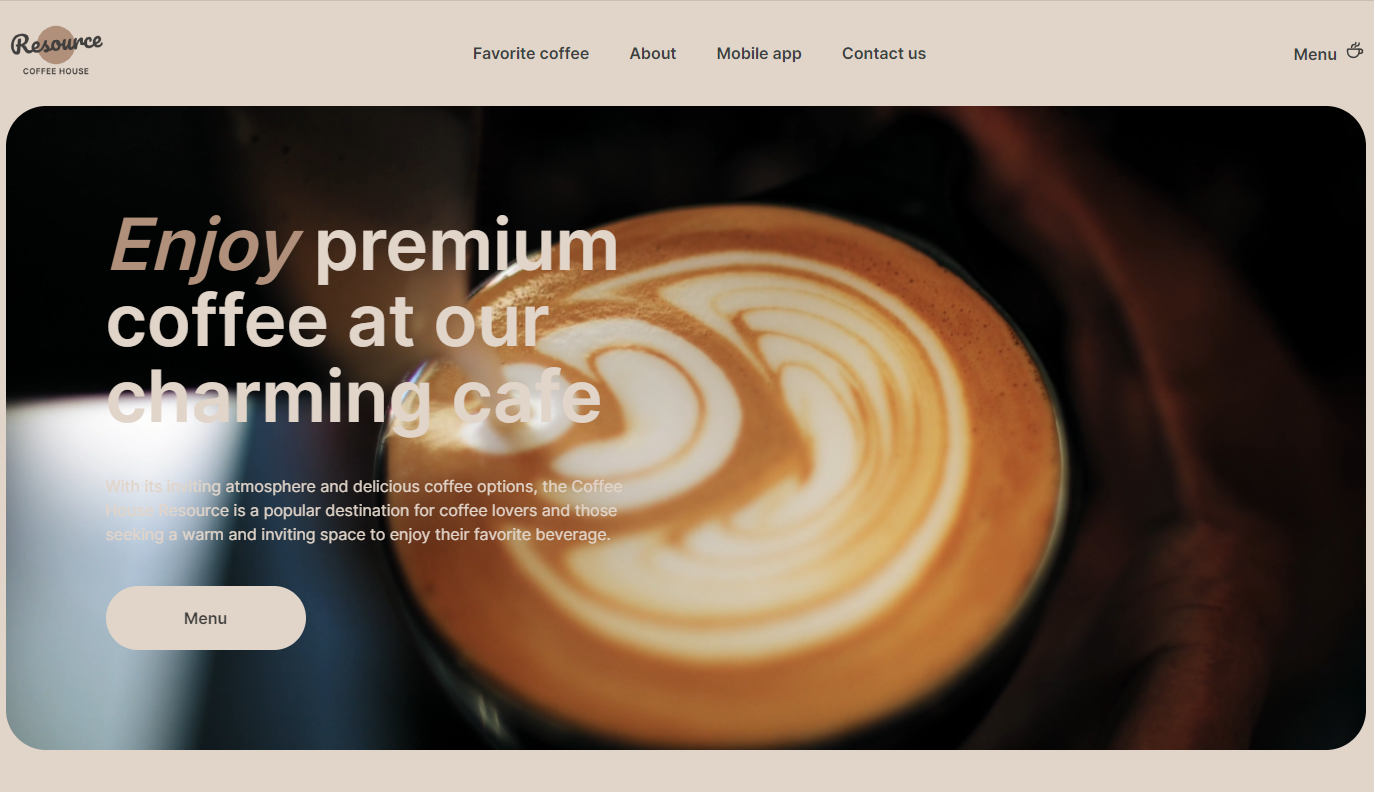 Resource
COFFEE HOUSE
Favorite coffee
About
Mobile app
Contact us
Menu
Enjoy premium
coffee at our
charming cafe
With its inviting atmosphere and delicious coffee options, the Coffee
House Resource is a popular destination for coffee lovers and those
seeking a warm and inviting space to enjoy their favorite beverage.
Menu